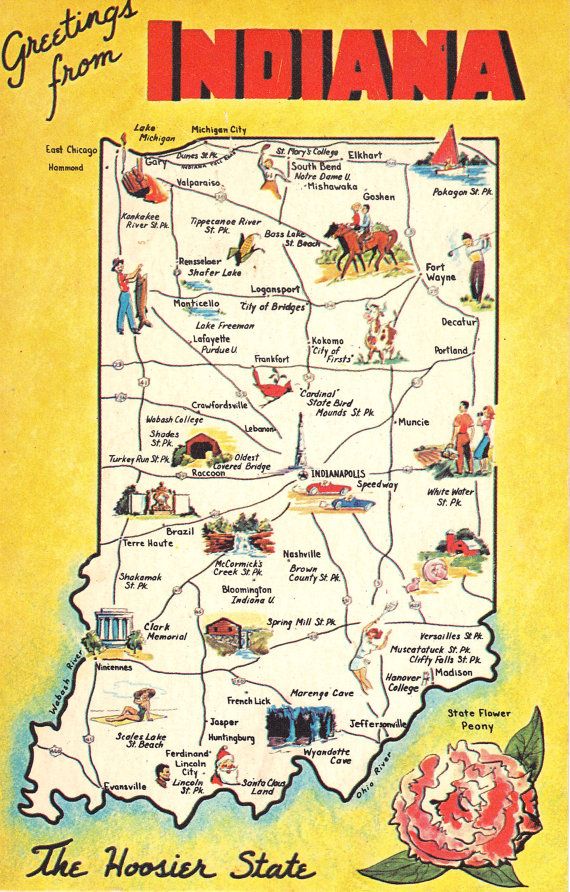 Greetings
from
INDIANA
Lake
Michigan
Michigan City
East Chicago
Hammond
Gary
Dunes St. Pk.
INDIANA TOLL ROAD
St. Mary's College
Elkhart
South Bend
Notre Dame U.
Mishawaka
Valparaiso
Pokagon St. Pk.
Goshen
Kankakee
River St. Pk.
Tippecanoe River
St. Pk.
Bass Lake
St. Beach
Rensselaer
Shafer Lake
Fort
Wayne
Logansport
"City of Bridges"
Monticello
Lake Freeman
Decatur
Lafayette
Purdue U.
Kokomo
"City of
Firsts"
Frankfort
Portland
"Cardinal"
State Bird
Mounds St. Pk.
Crawfordsville
Wabash College
Lebanon
Muncie
Shades
St. Pk.
Oldest
Covered Bridge
Turkey Run St. Pk.
Raccoon
INDIANAPOLIS
Speedway
White Water
St. Pk.
Brazil
Terre Haute
McCormick's
Creek St. Pk.
Nashville
Brown
County St. Pk.
Shakamak
St. Pk.
Bloomington
Indiana U.
Clark
Memorial
Spring Mill St. Pk.
Versailles St. Pk.
Muscatatuck St. Pk.
Clifty Falls St. Pk.
Hanover
College
Madison
Wabash River
Vincennes
French Lick
Marengo Cave
Scales Lake
St. Beach
Jasper
Huntingburg
Jeffersonville
State Flower
Peony
Wyandotte
Cave
Ohio River
Ferdinand
Lincoln
City
Lincoln
St. Pk.
Santa Claus
Land
Evansville
The Hoosier State